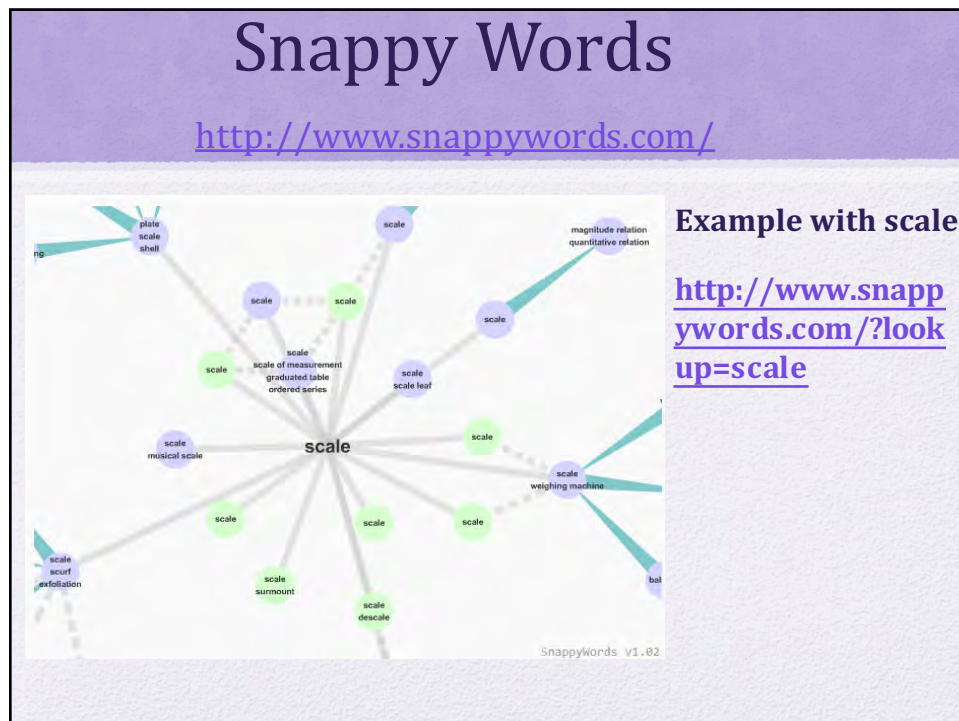 Snappy Words
http://www.snappywords.com/
plate
scale
shell
ng
scale
magnitude relation
quantitative relation
scale
scale
scale
scale
scale
scale of measurement
graduated table
ordered series
scale
scale leaf
scale
musical scale
scale
scale
scale
weighing machine
scale
scale
scale
scale
scurf
exfoliation
scale
surmount
scale
descale
bal
SnappyWords v1.02
Example with scale
http://www.snapp
ywords.com/?look
up=scale